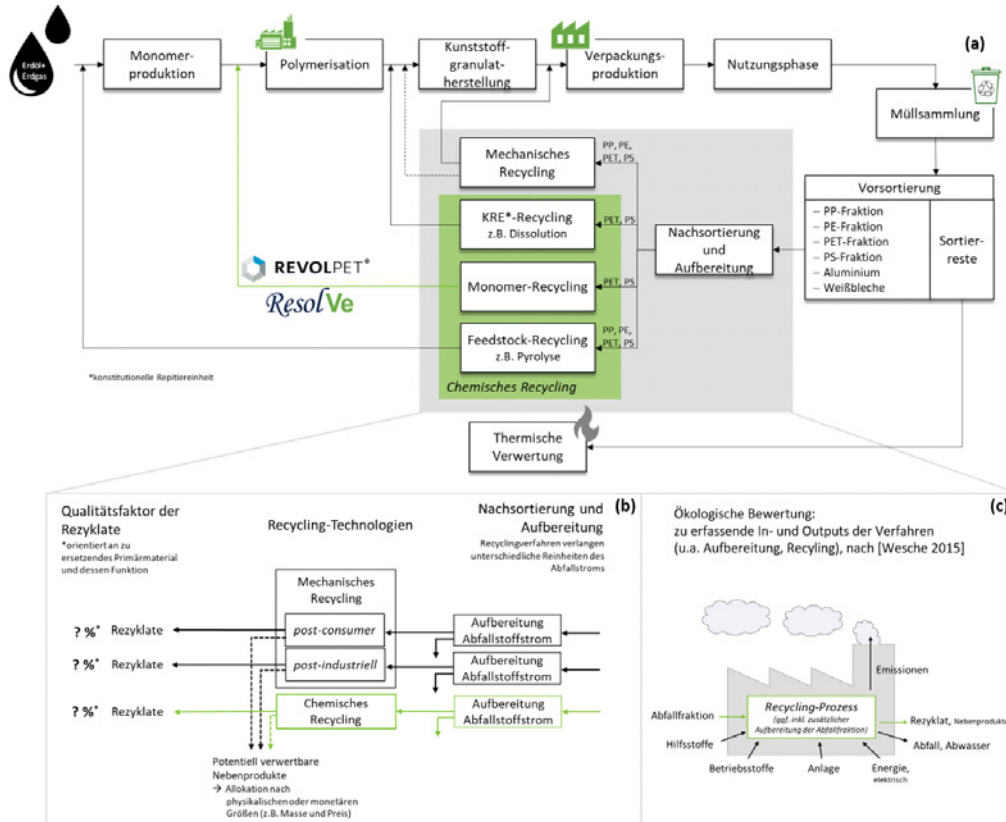 (a)
Erdöl+
Erdgas
Monomer-
produktion
Polymerisation
Kunststoff-
granulat-
herstellung
Verpackungs-
produktion
Nutzungsphase
Müllsammlung
Vorsortierung
– PP-Fraktion
– PE-Fraktion
– PET-Fraktion
– PS-Fraktion
– Aluminium
– Weißbleche
Sortier-
reste
Nachsortierung
und
Aufbereitung
PP, PE,
PET, PS
Mechanisches
Recycling
PET, PS
KRE*-Recycling
z.B. Dissolution
PET, PS
Monomer-Recycling
PP, PE,
PET, PS
Feedstock-Recycling
z.B. Pyrolyse
Chemisches Recycling
REVOLPET®
ResolVe
*konstitutionelle Repitiereinheit
Thermische
Verwertung
(b)
Qualitätsfaktor der
Rezyklate
*orientiert an zu
ersetzendes Primärmaterial
und dessen Funktion
Recycling-Technologien
Nachsortierung und
Aufbereitung
Recyclingverfahren verlangen
unterschiedliche Reinheiten des
Abfallstroms
Mechanisches
Recycling
? %* Rezyklate
post-consumer
Aufbereitung
Abfallstoffstrom
? %* Rezyklate
post-industriell
Aufbereitung
Abfallstoffstrom
? %* Rezyklate
Chemisches
Recycling
Aufbereitung
Abfallstoffstrom
Potentiell verwertbare
Nebenprodukte
→ Allokation nach
physikalischen oder monetären
Größen (z.B. Masse und Preis)
(c)
Ökologische Bewertung:
zu erfassende In- und Outputs der Verfahren
(u.a. Aufbereitung, Recyling), nach [Wesche 2015]
Emissionen
Abfallfraktion
Recycling-Prozess
(ggf. inkl. zusätzlicher
Aufbereitung der Abfallfraktion)
Rezyklat, Nebenprodukte
Hilfsstoffe
Abfall, Abwasser
Betriebsstoffe
Anlage
Energie,
elektrisch